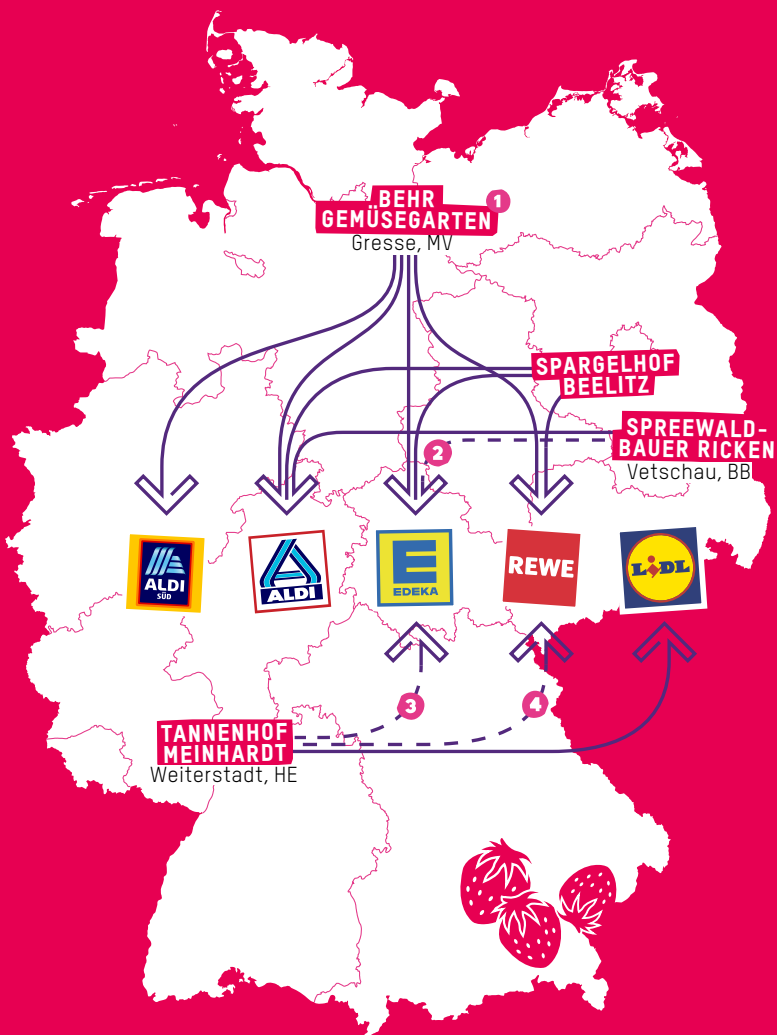 BEHR
GEMÜSEGARTEN
1
Gresse, MV
SPARGELHOF
BEELITZ
SPREEWALD-
BAUER RICKEN
Vetschau, BB
2
ALDI
SÜD
ALDI
E
EDEKA
REWE
LIDL
3
4
TANNENHOF
MEINHARDT
Weiterstadt, HE